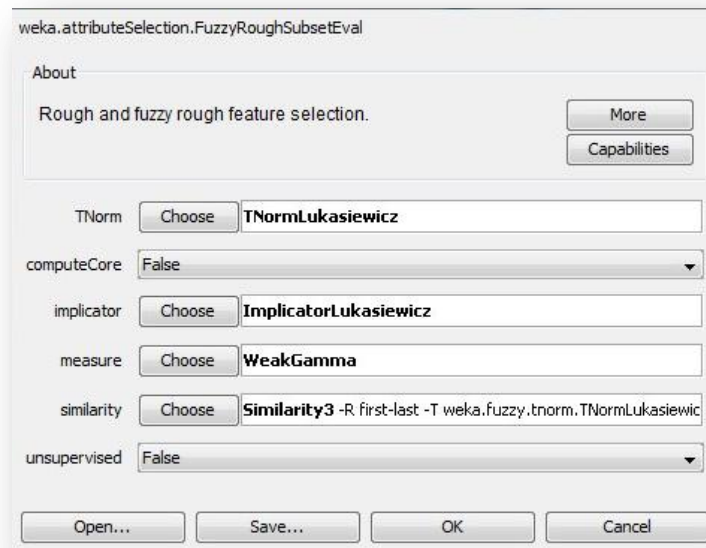 weka.attributeSelection.FuzzyRoughSubsetEval
About
Rough and fuzzy rough feature selection.
More
Capabilities
TNorm Choose TNormLukasiewicz
computeCore False
implicator Choose ImplicatorLukasiewicz
measure Choose WeakGamma
similarity Choose Similarity3 -R first-last -T weka.fuzzy.tnorm.TNormLukasiewic
unsupervised False
Open... Save... OK Cancel